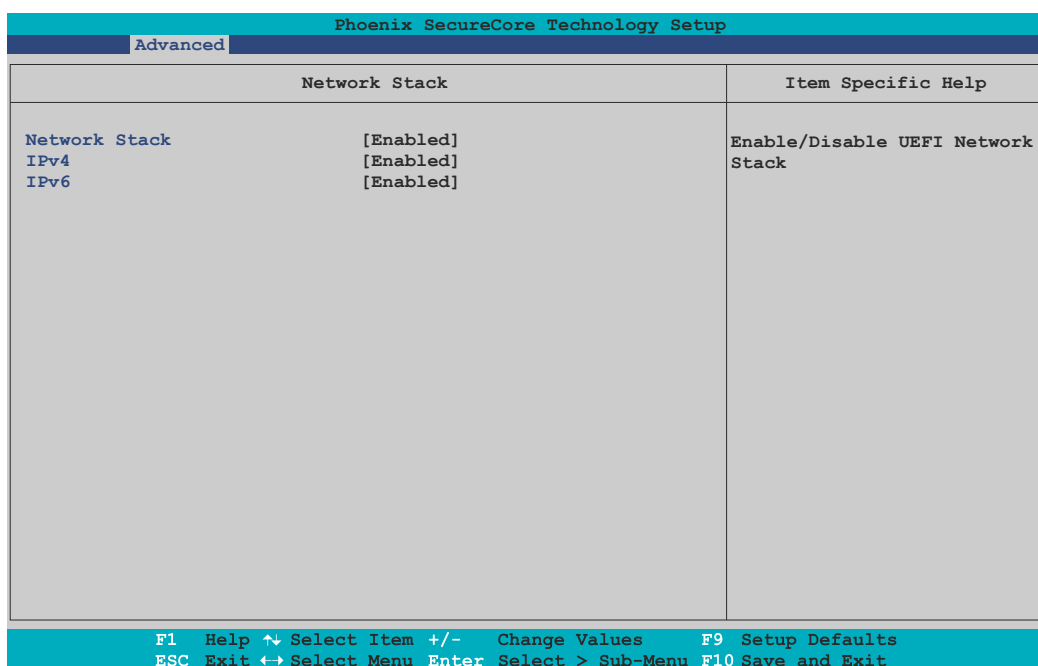 Phoenix SecureCore Technology Setup
Advanced
Network Stack
Item Specific Help
Network Stack [Enabled]
IPv4 [Enabled]
IPv6 [Enabled]
Enable/Disable UEFI Network
Stack
F1 Help ↑↓ Select Item +/- Change Values F9 Setup Defaults
ESC Exit ←→ Select Menu Enter Select > Sub-Menu F10 Save and Exit